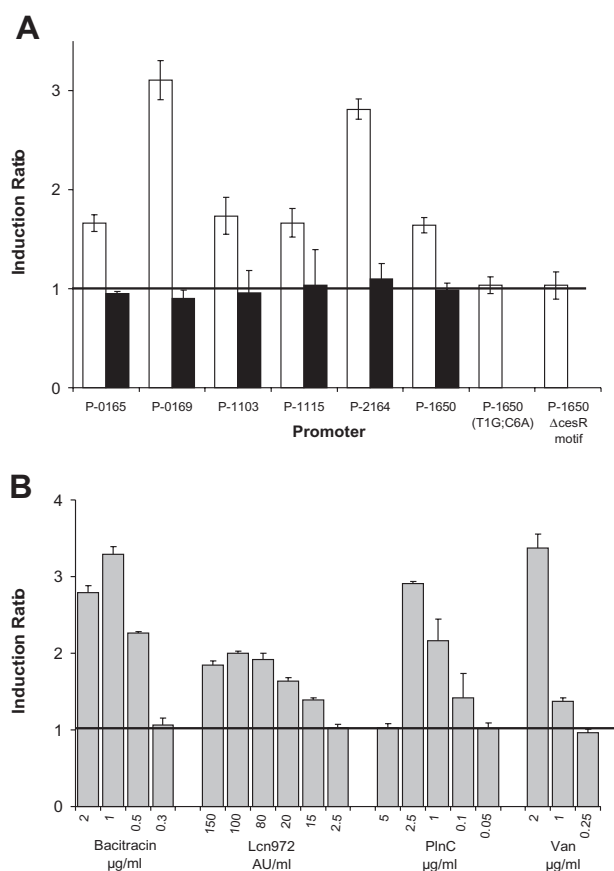 A
Induction Ratio
3
2
1
0
P-0165 P-0169 P-1103 P-1115 P-2164 P-1650 P-1650 P-1650
(T1G;C6A) ΔcesR
motif
Promoter
B
Induction Ratio
4
3
2
1
0
2 1 0.5 0.3 150 100 80 20 15 2.5 5 2.5 1 0.1 0.05 2 1 0.25
Bacitracin Lcn972 PlnC Van
µg/ml AU/ml µg/ml µg/ml